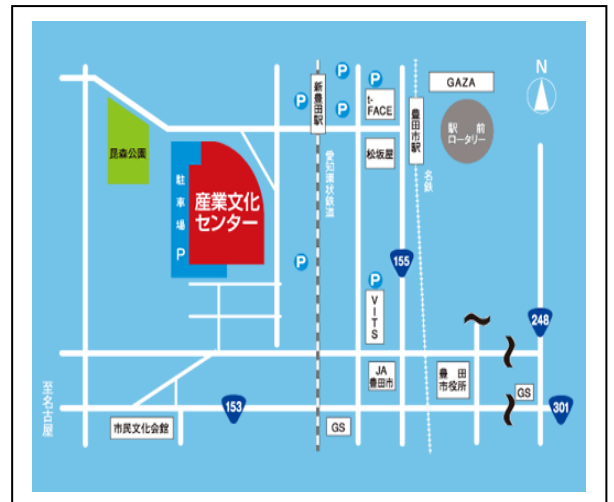 GAZA
N
P
P
新豊田駅
t-
FACE
P
P
豊田市駅
駅 前
ロータリー
昆森公園
松坂屋
愛知環状鉄道
名鉄
駐車場
P
産業文化
センター
P
155
P
VITS
248
JA
豊田市
豊 田
市役所
GS
至名古屋
153
301
市民文化会館
GS